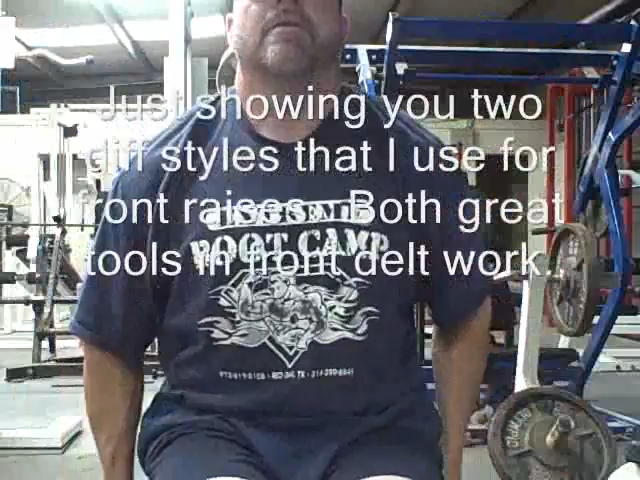 Just showing you two
diff styles that I use for
front raises. Both great
tools in front delt work..
BOOT CAMP